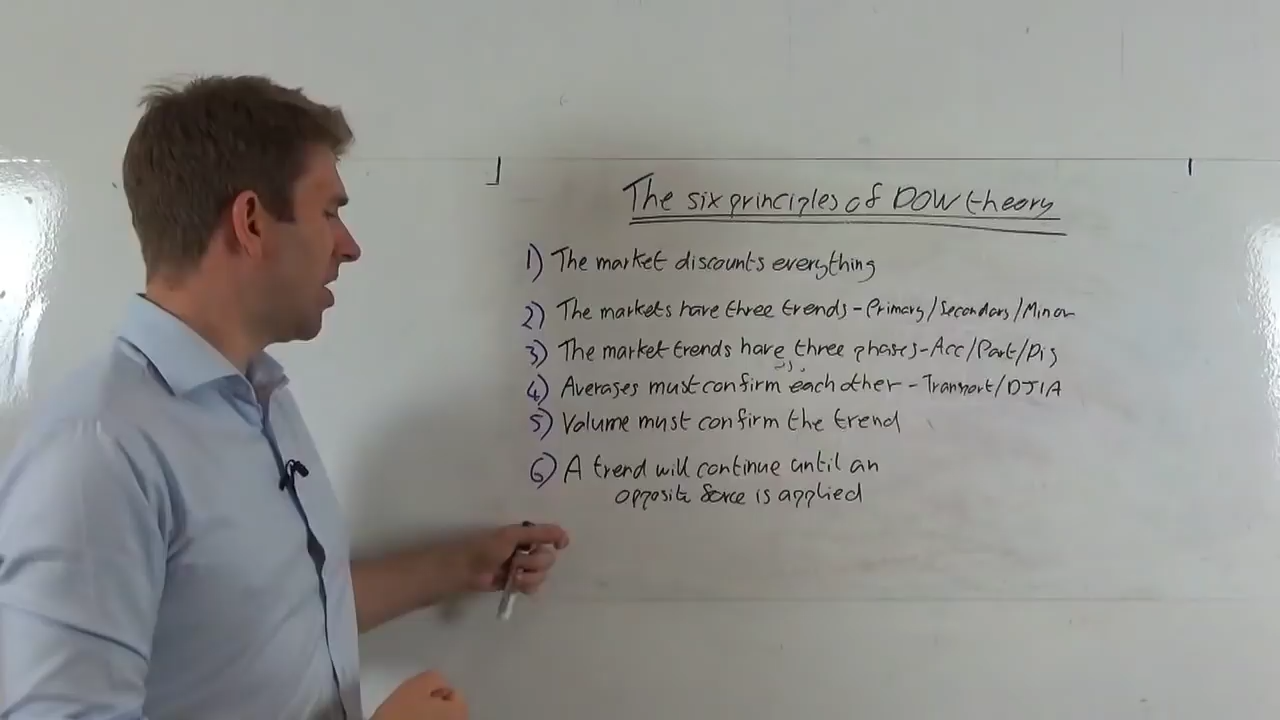 The six principles of DOW theory
1) The market discounts everything
2) The markets have three trends - Primary/Secondary/Minor
3) The market trends have three phases - Acc/Part/Dis
4) Averages must confirm each other - Transport/DJIA
5) Volume must confirm the trend
6) A trend will continue until an
opposite force is applied